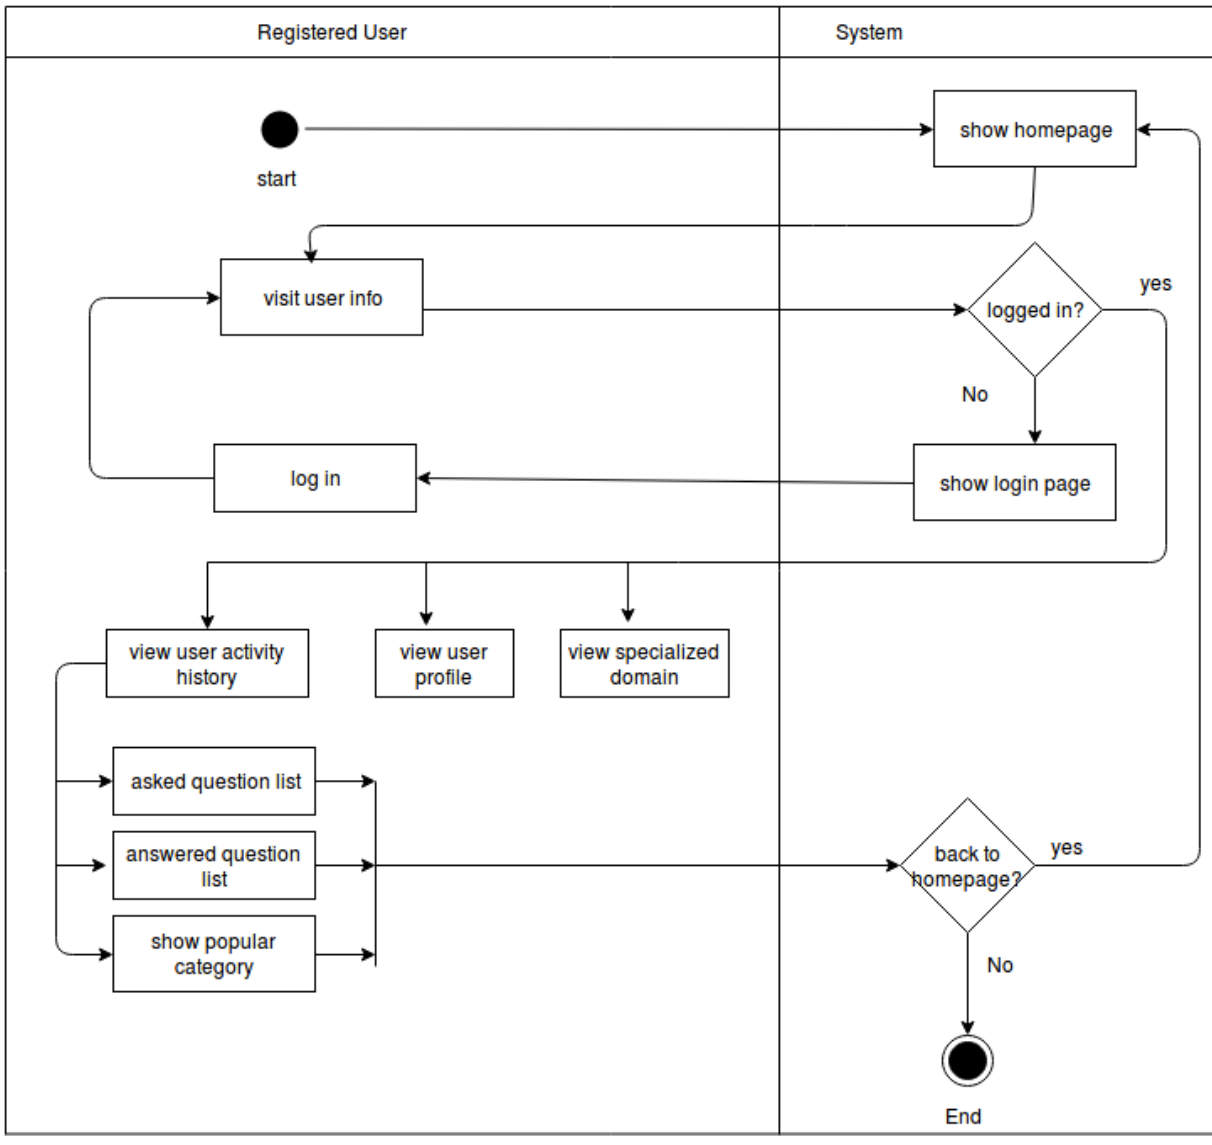 Registered User
System
show homepage
start
visit user info
logged in?
yes
No
log in
show login page
view user activity
history
view user
profile
view specialized
domain
asked question list
answered question
list
back to
homepage?
yes
show popular
category
No
End